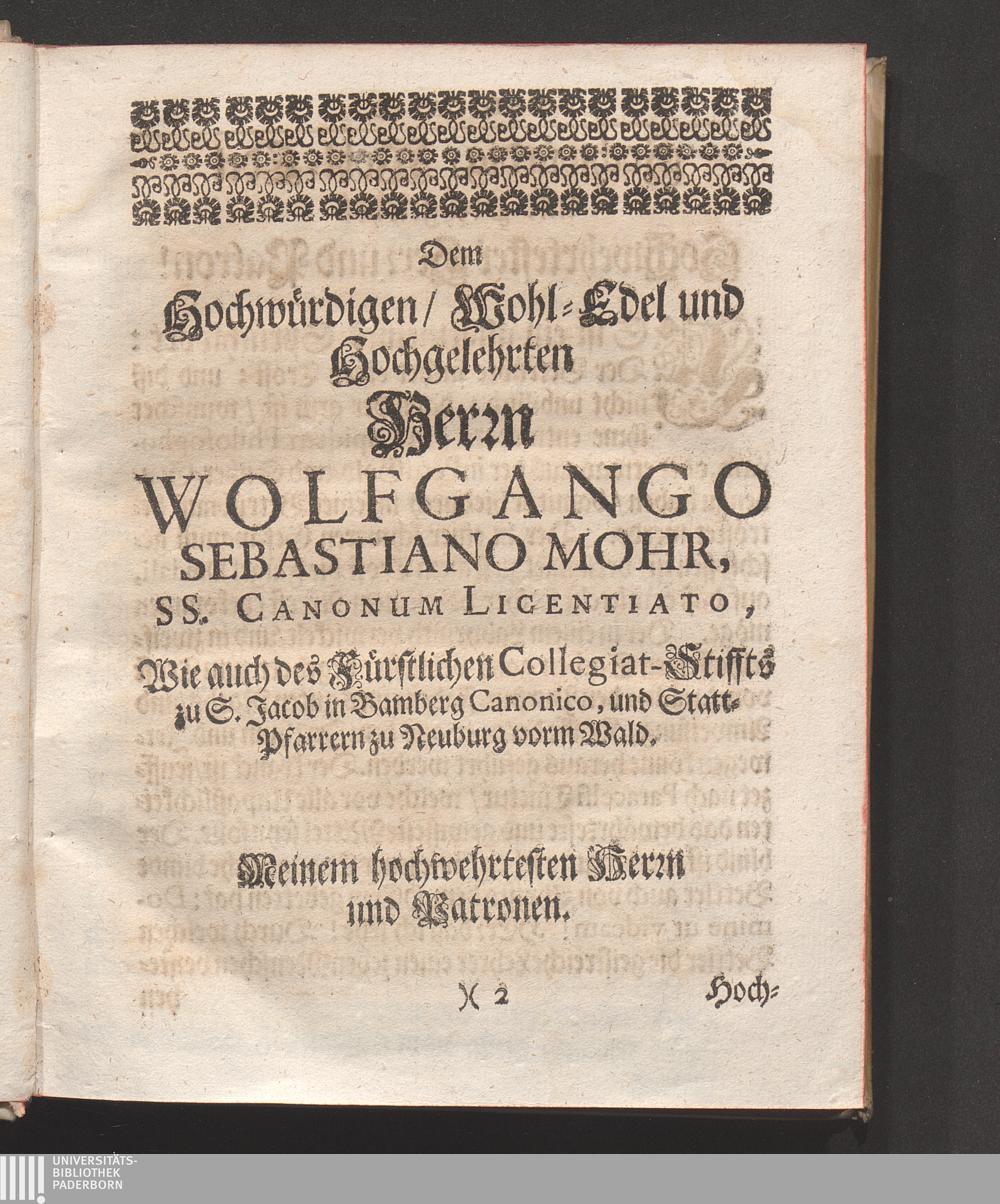 Dem
Hochwürdigen/ Wohl-Edel und
Hochgelehrten
Herrn
WOLFGANGO
SEBASTIANO MOHR,
SS. CANONUM LICENTIATO,
Wie auch des Fürstlichen Collegiat-Stiffts
zu S. Jacob in Bamberg Canonico, und Statt-
Pfarrern zu Neuburg vorm Wald.
Meinem hochwehrtesten Herrn
und Patronen.
)( 2
Hoch-
UNIVERSITÄTS-
BIBLIOTHEK
PADERBORN